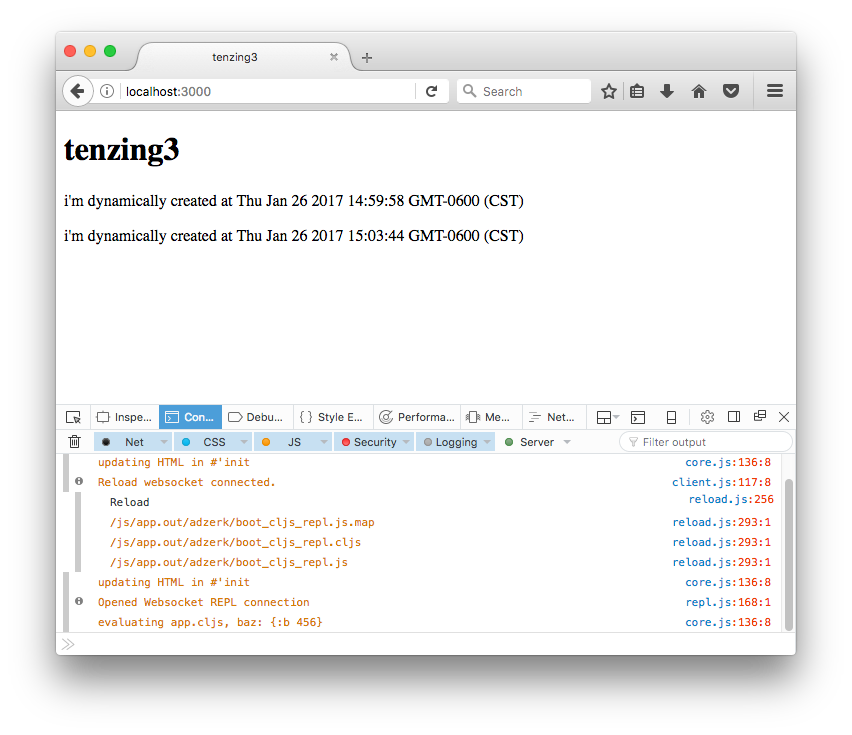 tenzing3
localhost:3000
Search
tenzing3
i'm dynamically created at Thu Jan 26 2017 14:59:58 GMT-0600 (CST)
i'm dynamically created at Thu Jan 26 2017 15:03:44 GMT-0600 (CST)
Inspe... Con... Debu... { } Style E... Performa... Me... Net...
Net CSS JS Security Logging Server Filter output
updating HTML in #'init core.js:136:8
Reload websocket connected. client.js:117:8
Reload reload.js:256
/js/app.out/adzerk/boot_cljs_repl.js.map reload.js:293:1
/js/app.out/adzerk/boot_cljs_repl.cljs reload.js:293:1
/js/app.out/adzerk/boot_cljs_repl.js reload.js:293:1
updating HTML in #'init core.js:136:8
Opened Websocket REPL connection repl.js:168:1
evaluating app.cljs, baz: {:b 456} core.js:136:8